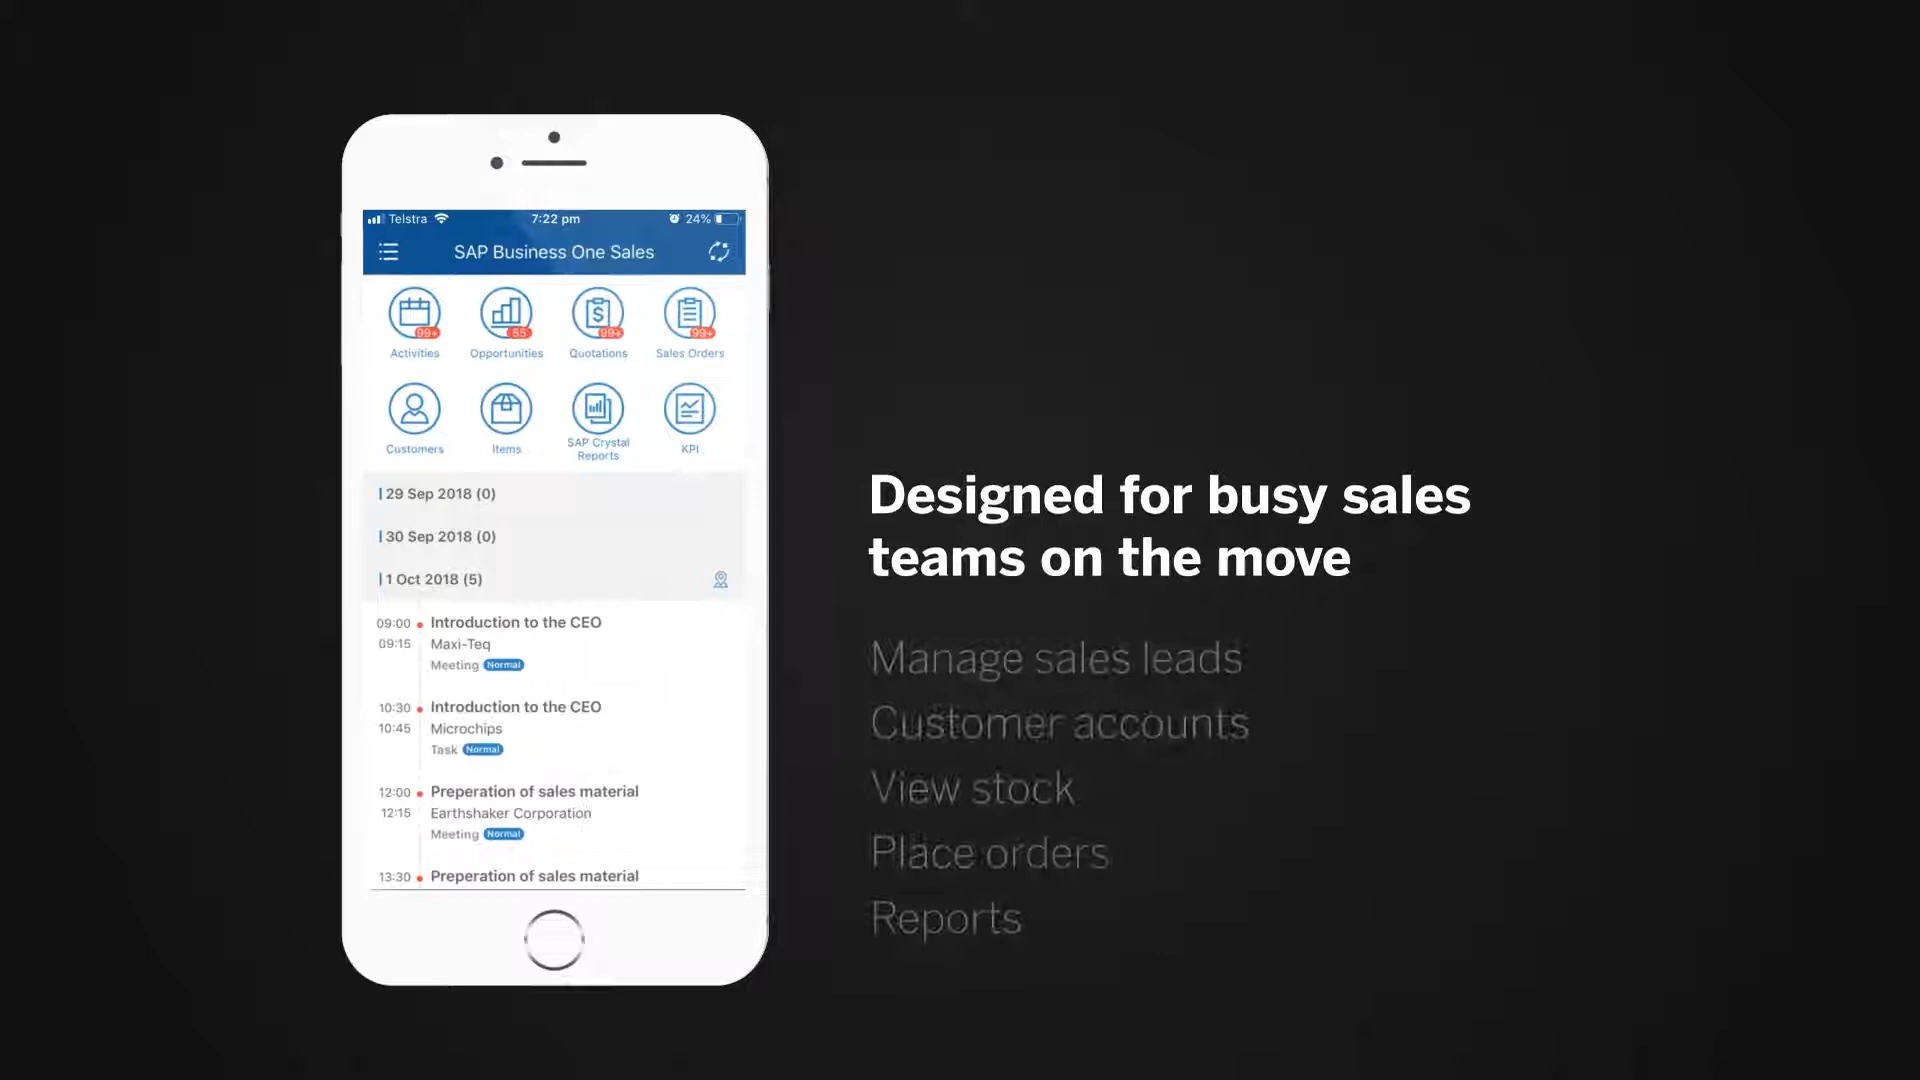 Telstra 7:22 pm 24%
SAP Business One Sales
99+ 55 99+ 99+
Activities Opportunities Quotations Sales Orders
Customers Items SAP Crystal Reports KPI
29 Sep 2018 (0)
30 Sep 2018 (0)
1 Oct 2018 (5)
09:00 Introduction to the CEO
09:15 Maxi-Teq
Meeting Normal
10:30 Introduction to the CEO
10:45 Microchips
Task Normal
12:00 Preperation of sales material
12:15 Earthshaker Corporation
Meeting Normal
13:30 Preperation of sales material
Designed for busy sales
teams on the move
Manage sales leads
Customer accounts
View stock
Place orders
Reports